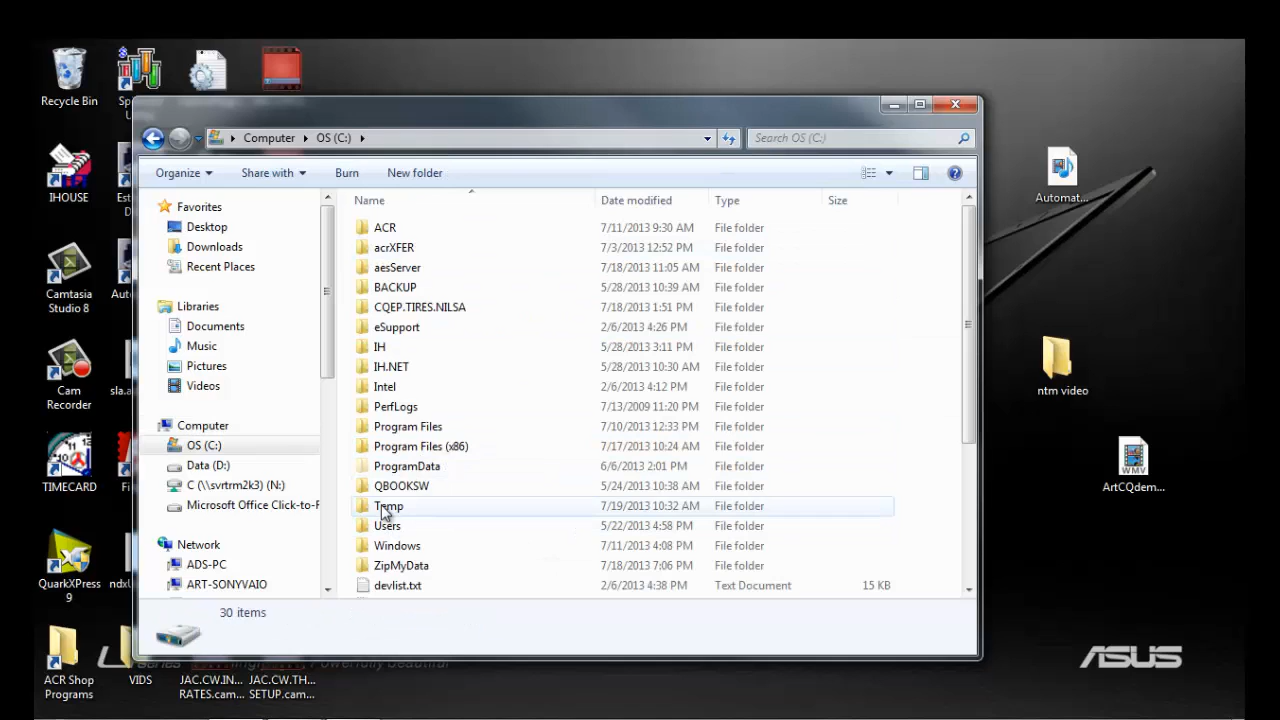 Recycle Bin
IHOUSE
Camtasia
Studio 8
Cam
Recorder
sla.a
TIMECARD
Fi
QuarkXPress
9
ndx
ACR Shop
Programs
VIDS
JAC.CW.IN...
RATES.cam...
JAC.CW.TH...
SETUP.cam...
Computer
OS (C:)
Search OS (C:)
Organize
Share with
Burn
New folder
Favorites
Desktop
Downloads
Recent Places
Libraries
Documents
Music
Pictures
Videos
Computer
OS (C:)
Data (D:)
C (\\svrtrm2k3) (N:)
Microsoft Office Click-to-F
Network
ADS-PC
ART-SONYVAIO
Name Date modified Type Size
ACR 7/11/2013 9:30 AM File folder
acrXFER 7/3/2013 12:52 PM File folder
aesServer 7/18/2013 11:05 AM File folder
BACKUP 5/28/2013 10:39 AM File folder
CQEP.TIRES.NILSA 7/18/2013 1:51 PM File folder
eSupport 2/6/2013 4:26 PM File folder
IH 5/28/2013 3:11 PM File folder
IH.NET 5/28/2013 10:30 AM File folder
Intel 2/6/2013 4:12 PM File folder
PerfLogs 7/13/2009 11:20 PM File folder
Program Files 7/10/2013 12:33 PM File folder
Program Files (x86) 7/17/2013 10:24 AM File folder
ProgramData 6/6/2013 2:01 PM File folder
QBOOKSW 5/24/2013 10:38 AM File folder
Temp 7/19/2013 10:32 AM File folder
Users 5/22/2013 4:58 PM File folder
Windows 7/11/2013 4:08 PM File folder
ZipMyData 7/18/2013 7:06 PM File folder
devlist.txt 2/6/2013 4:38 PM Text Document 15 KB
30 items
Automat...
ntm video
ArtCQdem...
ASUS